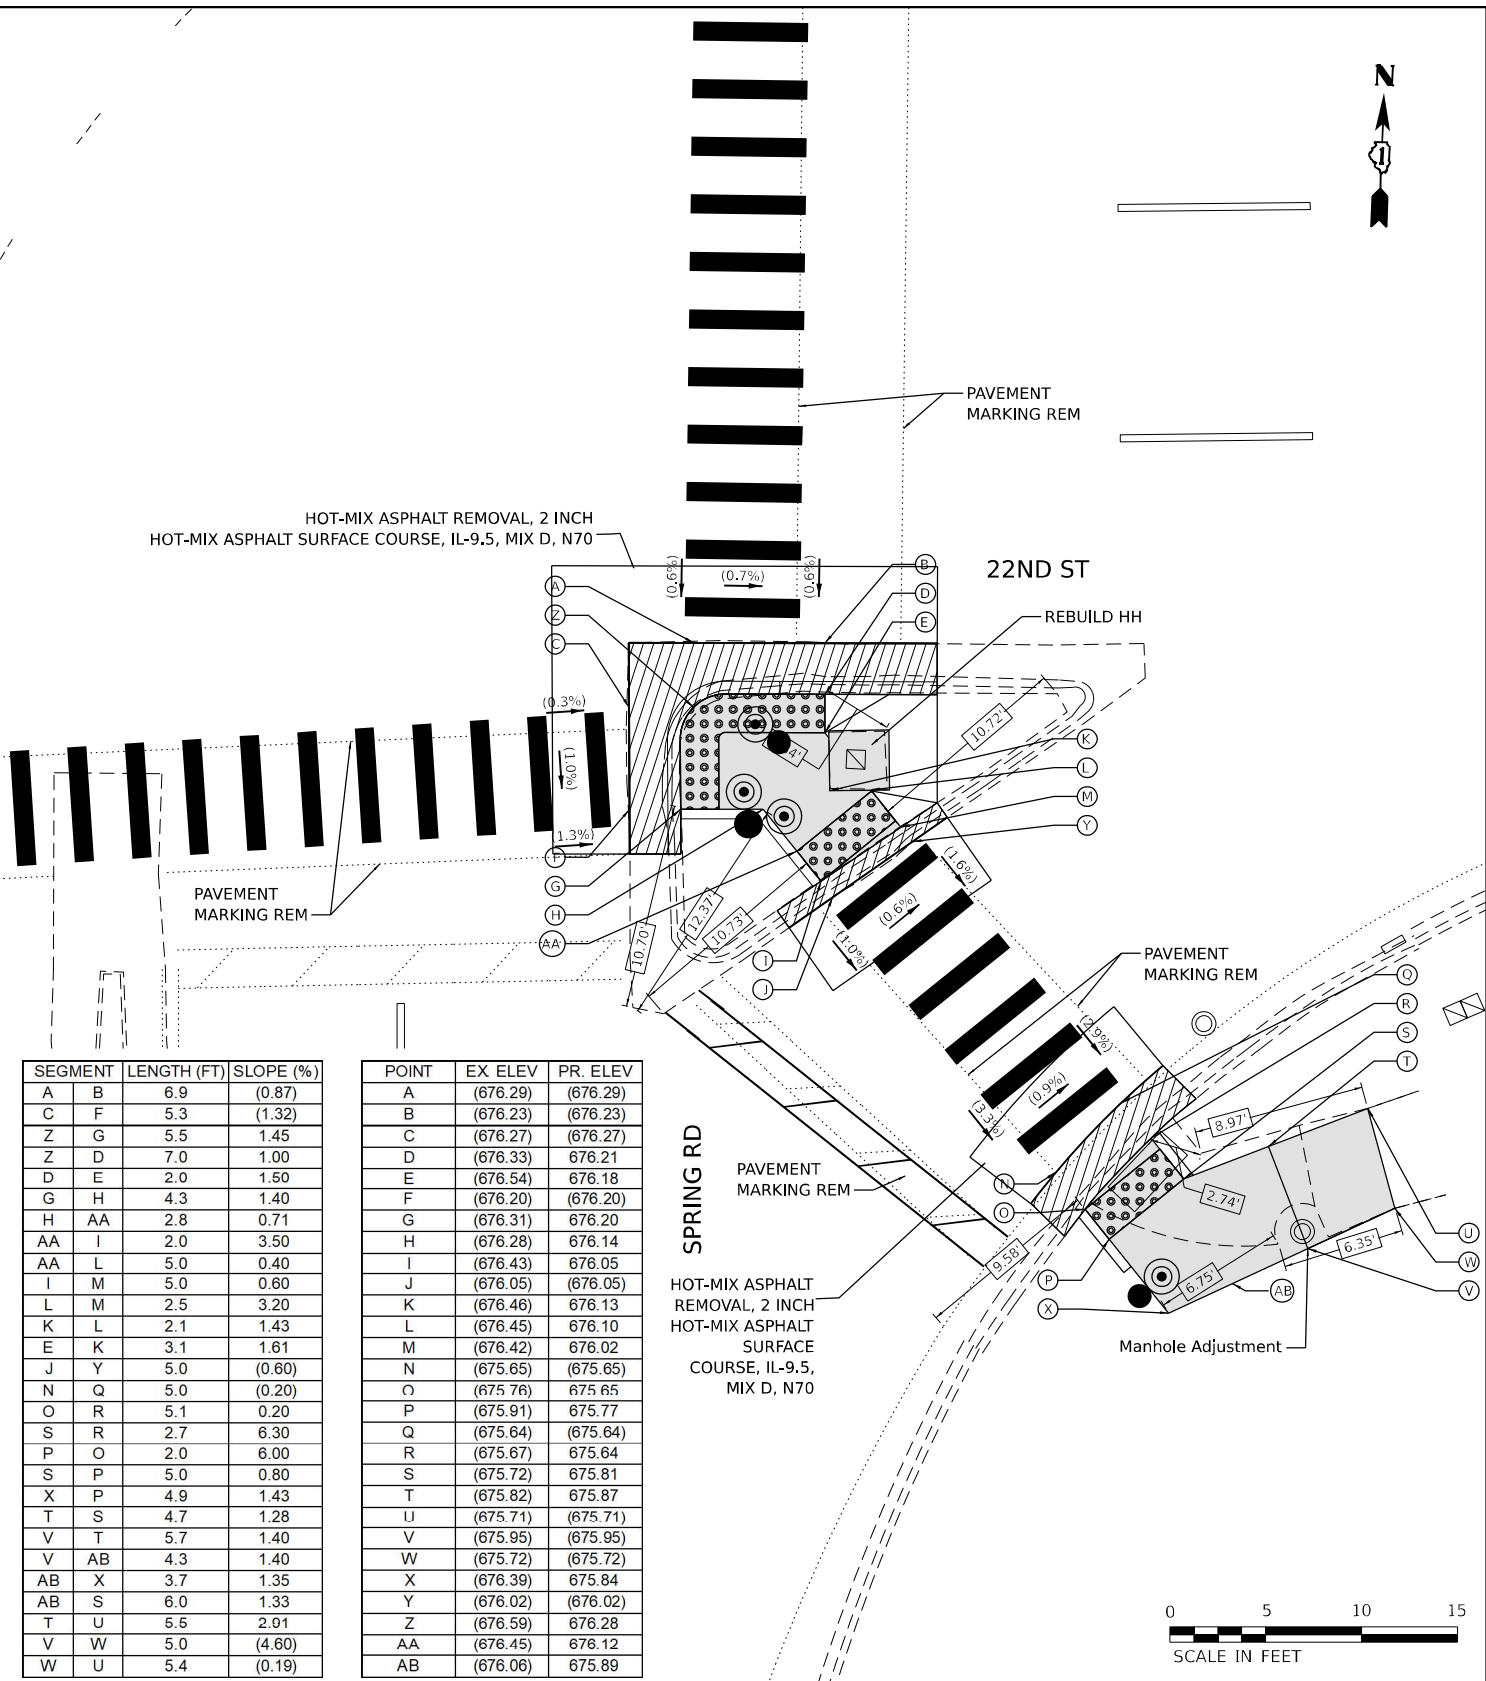 N
1
PAVEMENT
MARKING REM
HOT-MIX ASPHALT REMOVAL, 2 INCH
HOT-MIX ASPHALT SURFACE COURSE, IL-9.5, MIX D, N70
(0.6%)
(0.7%)
(0.6%)
22ND ST
A
Z
C
B
D
E
REBUILD HH
(0.3%)
(1.0%)
1.3%)
10.72'
4'
K
L
M
Y
F
G
H
AA
I
J
PAVEMENT
MARKING REM
10.70'
12.37'
10.73'
(1.6%)
(0.6%)
(1.0%)
PAVEMENT
MARKING REM
(2.9%)
(0.9%)
(3.3%)
Q
R
S
T
8.97'
2.74'
N
O
P
X
9.58'
6.75'
6.35'
AB
U
W
V
SPRING RD
PAVEMENT
MARKING REM
HOT-MIX ASPHALT
REMOVAL, 2 INCH
HOT-MIX ASPHALT
SURFACE
COURSE, IL-9.5,
MIX D, N70
Manhole Adjustment
SEGMENT LENGTH (FT) SLOPE (%)
A B 6.9 (0.87)
C F 5.3 (1.32)
Z G 5.5 1.45
Z D 7.0 1.00
D E 2.0 1.50
G H 4.3 1.40
H AA 2.8 0.71
AA I 2.0 3.50
AA L 5.0 0.40
I M 5.0 0.60
L M 2.5 3.20
K L 2.1 1.43
E K 3.1 1.61
J Y 5.0 (0.60)
N Q 5.0 (0.20)
O R 5.1 0.20
S R 2.7 6.30
P O 2.0 6.00
S P 5.0 0.80
X P 4.9 1.43
T S 4.7 1.28
V T 5.7 1.40
V AB 4.3 1.40
AB X 3.7 1.35
AB S 6.0 1.33
T U 5.5 2.91
V W 5.0 (4.60)
W U 5.4 (0.19)
POINT EX. ELEV PR. ELEV
A (676.29) (676.29)
B (676.23) (676.23)
C (676.27) (676.27)
D (676.33) 676.21
E (676.54) 676.18
F (676.20) (676.20)
G (676.31) 676.20
H (676.28) 676.14
I (676.43) 676.05
J (676.05) (676.05)
K (676.46) 676.13
L (676.45) 676.10
M (676.42) 676.02
N (675.65) (675.65)
O (675.76) 675.65
P (675.91) 675.77
Q (675.64) (675.64)
R (675.67) 675.64
S (675.72) 675.81
T (675.82) 675.87
U (675.71) (675.71)
V (675.95) (675.95)
W (675.72) (675.72)
X (676.39) 675.84
Y (676.02) (676.02)
Z (676.59) 676.28
AA (676.45) 676.12
AB (676.06) 675.89
0 5 10 15
SCALE IN FEET